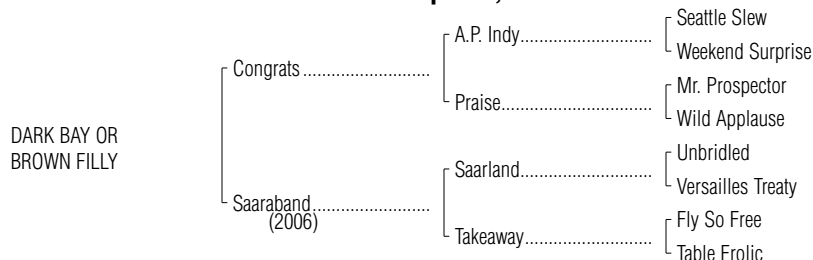 Seattle Slew
A.P. Indy
Weekend Surprise
Congrats
Mr. Prospector
Praise
Wild Applause
DARK BAY OR
BROWN FILLY
Unbridled
Saarland
Versailles Treaty
Saaraband
(2006)
Fly So Free
Takeaway
Table Frolic